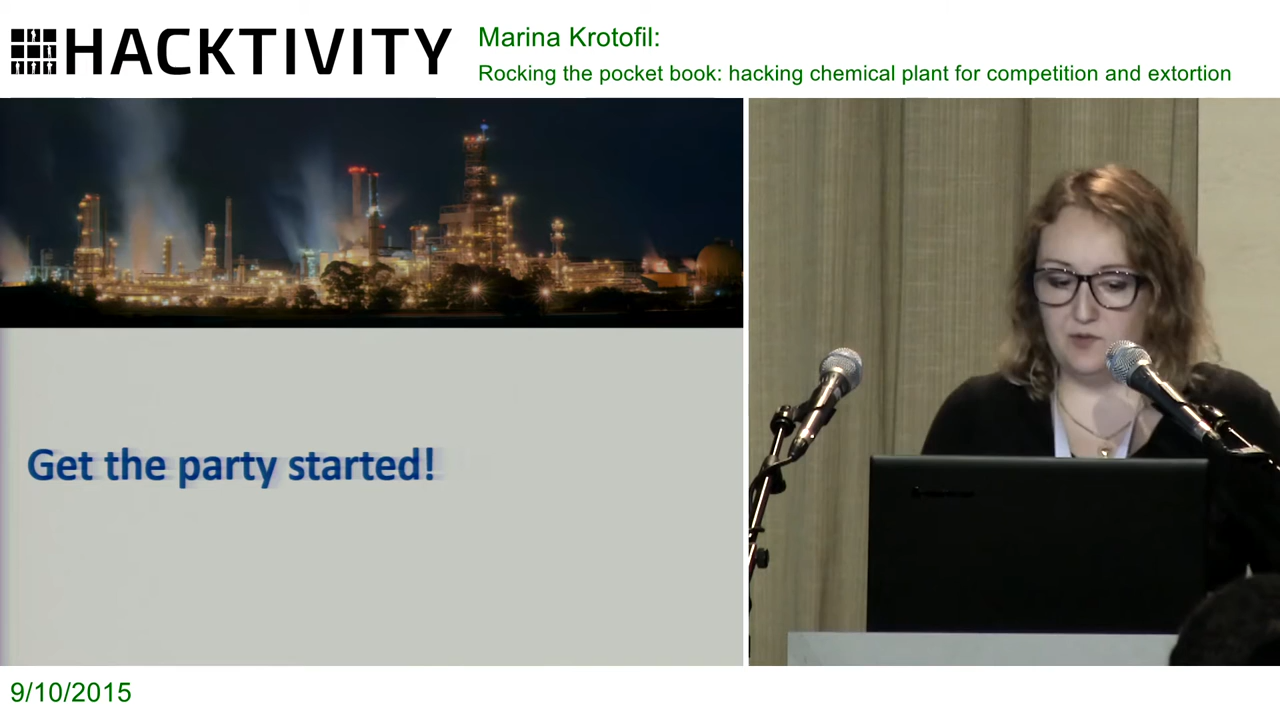 HACKTIVITY
Marina Krotofil:
Rocking the pocket book: hacking chemical plant for competition and extortion
Get the party started!
9/10/2015